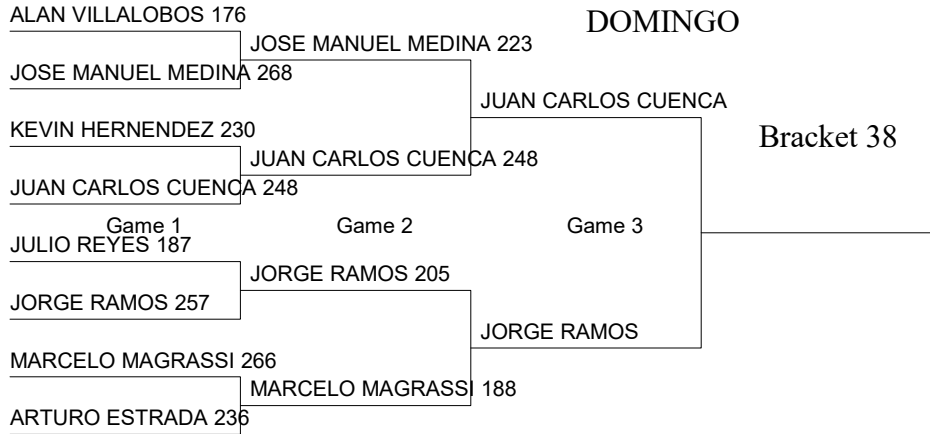 ALAN VILLALOBOS 176
DOMINGO
JOSE MANUEL MEDINA 223
JOSE MANUEL MEDINA 268
JUAN CARLOS CUENCA
KEVIN HERNENDEZ 230
Bracket 38
JUAN CARLOS CUENCA 248
JUAN CARLOS CUENCA 248
Game 1
Game 2
Game 3
JULIO REYES 187
JORGE RAMOS 205
JORGE RAMOS 257
JORGE RAMOS
MARCELO MAGRASSI 266
MARCELO MAGRASSI 188
ARTURO ESTRADA 236